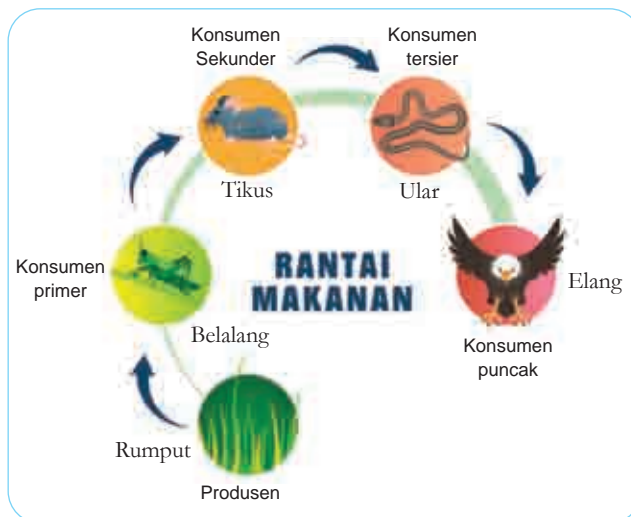 Konsumen
Sekunder
Konsumen
tersier
Tikus
Ular
Konsumen
primer
RANTAI
MAKANAN
Elang
Belalang
Konsumen
puncak
Rumput
Produsen